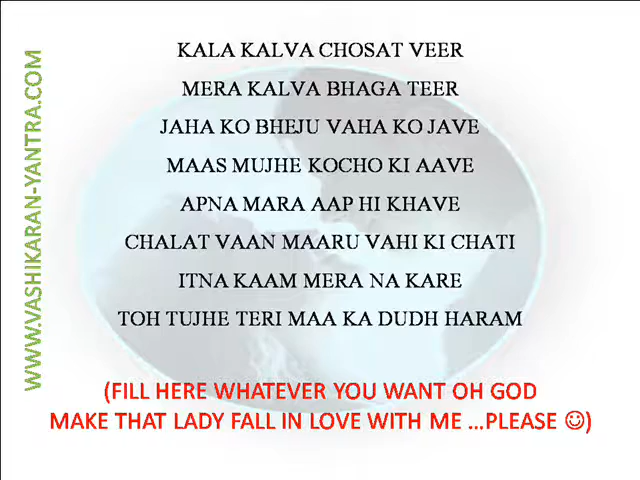 KALA KALVA CHOSAT VEER
MERA KALVA BHAGA TEER
JAHA KO BHEJU VAHA KO JAVE
MAAS MUJHE KOCHO KI AAVE
APNA MARA AAP HI KHAVE
CHALAT VAAN MAARU VAHI KI CHATI
ITNA KAAM MERA NA KARE
TOH TUJHE TERI MAA KA DUDH HARAM
(FILL HERE WHATEVER YOU WANT OH GOD
MAKE THAT LADY FALL IN LOVE WITH ME ...PLEASE ☺)
WWW.VASHIKARAN-YANTRA.COM